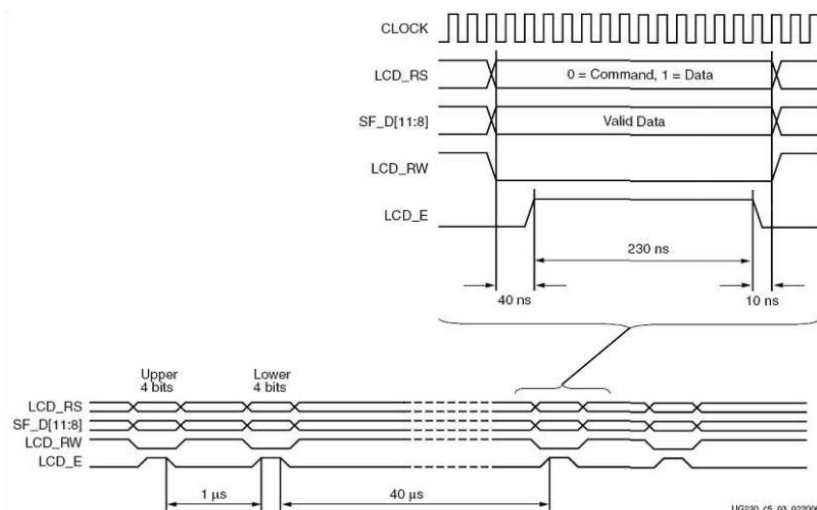 CLOCK
LCD_RS
0 = Command, 1 = Data
SF_D[11:8]
Valid Data
LCD_RW
LCD_E
230 ns
40 ns
10 ns
Upper
4 bits
Lower
4 bits
LCD_RS
SF_D[11:8]
LCD_RW
LCD_E
1 µs
40 µs